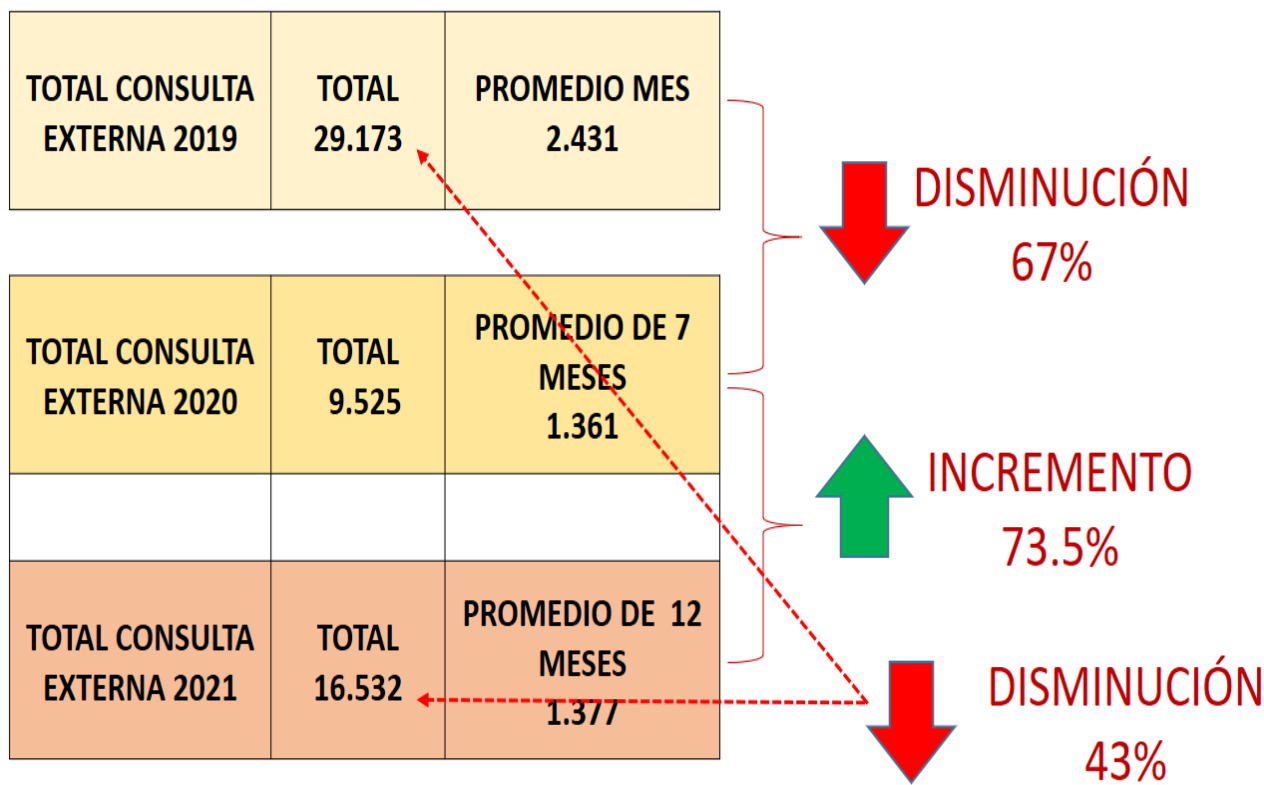 TOTAL CONSULTA
EXTERNA 2019
TOTAL
29.173
PROMEDIO MES
2.431
DISMINUCIÓN
67%
TOTAL CONSULTA
EXTERNA 2020
TOTAL
9.525
PROMEDIO DE 7
MESES
1.361
INCREMENTO
73.5%
TOTAL CONSULTA
EXTERNA 2021
TOTAL
16.532
PROMEDIO DE 12
MESES
1.377
DISMINUCIÓN
43%